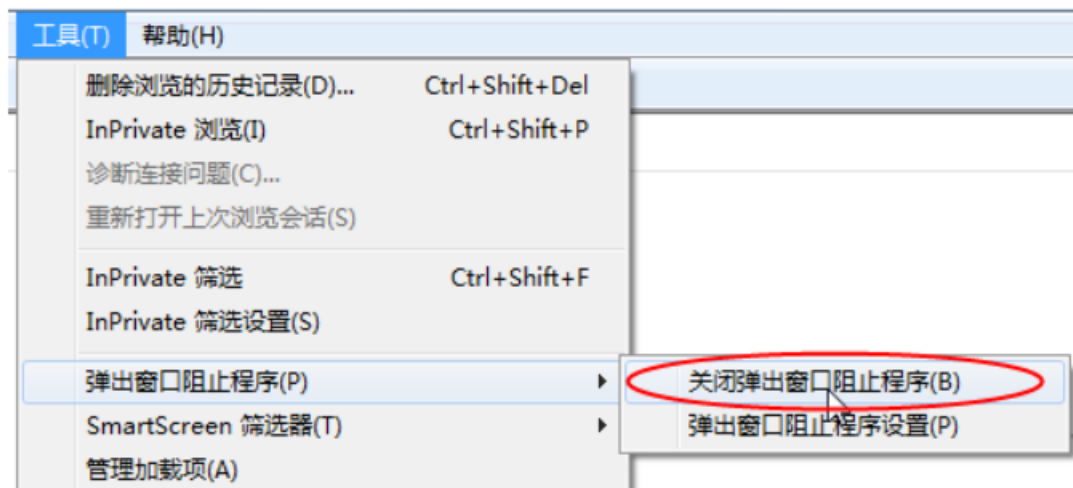 工具(T) 帮助(H)
删除浏览的历史记录(D)... Ctrl+Shift+Del
InPrivate 浏览(I) Ctrl+Shift+P
诊断连接问题(C)...
重新打开上次浏览会话(S)
InPrivate 筛选 Ctrl+Shift+F
InPrivate 筛选设置(S)
弹出窗口阻止程序(P) 关闭弹出窗口阻止程序(B)
SmartScreen 筛选器(T) 弹出窗口阻止程序设置(P)
管理加载项(A)